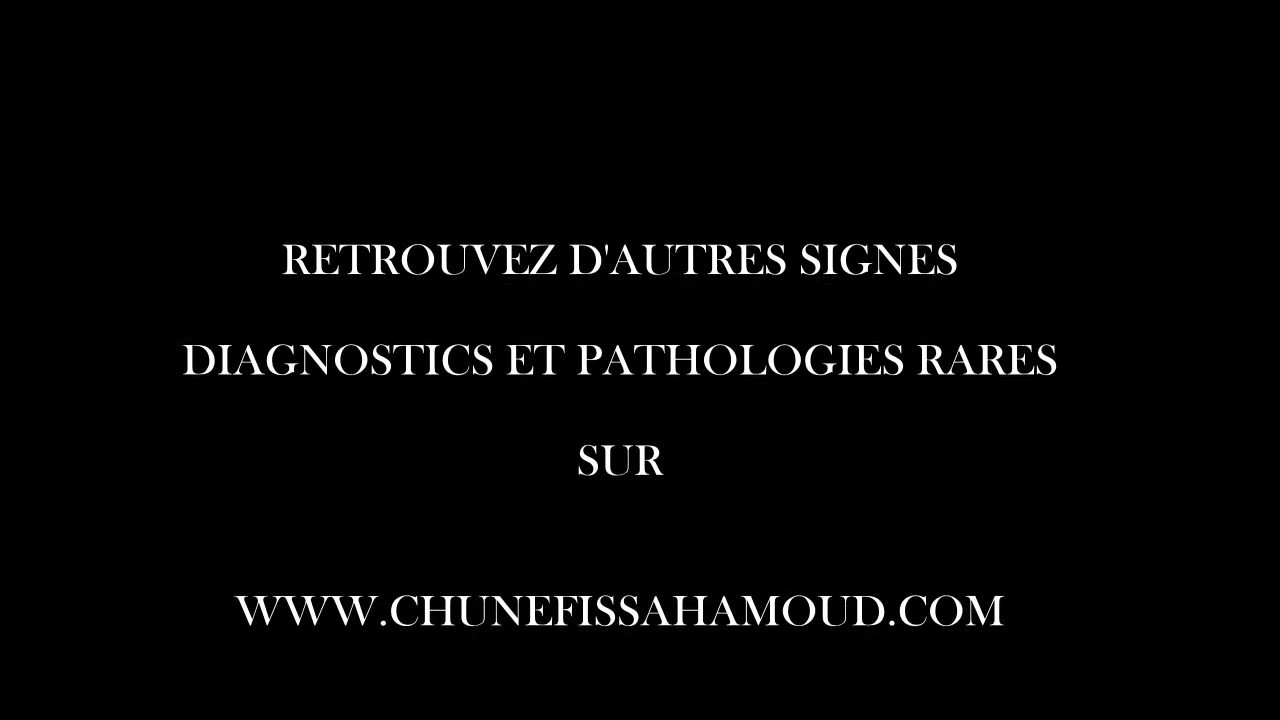 RETROUVEZ D'AUTRES SIGNES
DIAGNOSTICS ET PATHOLOGIES RARES
SUR
WWW.CHUNEFISSAHAMOUD.COM